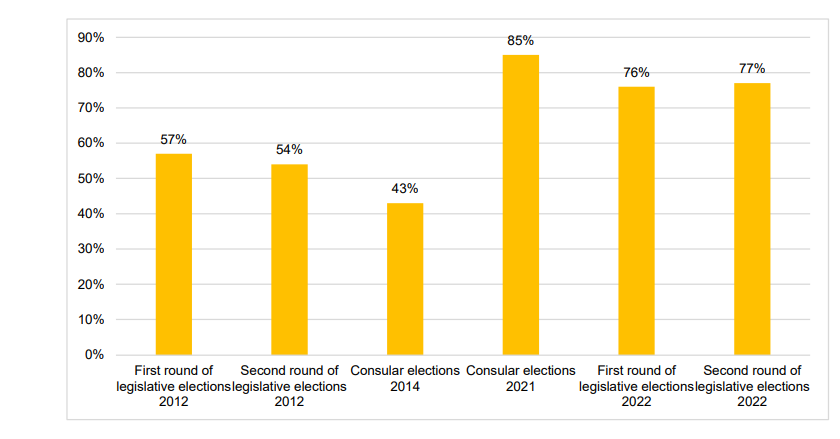 90%
80%
70%
60%
50%
40%
30%
20%
10%
0%
57%
54%
43%
85%
76%
77%
First round of
legislative elections
2012
Second round of
legislative elections
2012
Consular elections
2014
Consular elections
2021
First round of
legislative elections
2022
Second round of
legislative elections
2022